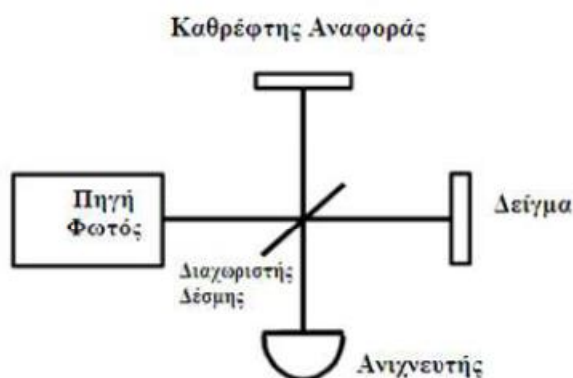 Καθρέφτης Αναφοράς
Πηγή
Φωτός
Δείγμα
Διαχωριστής
Δέσμης
Ανιχνευτής